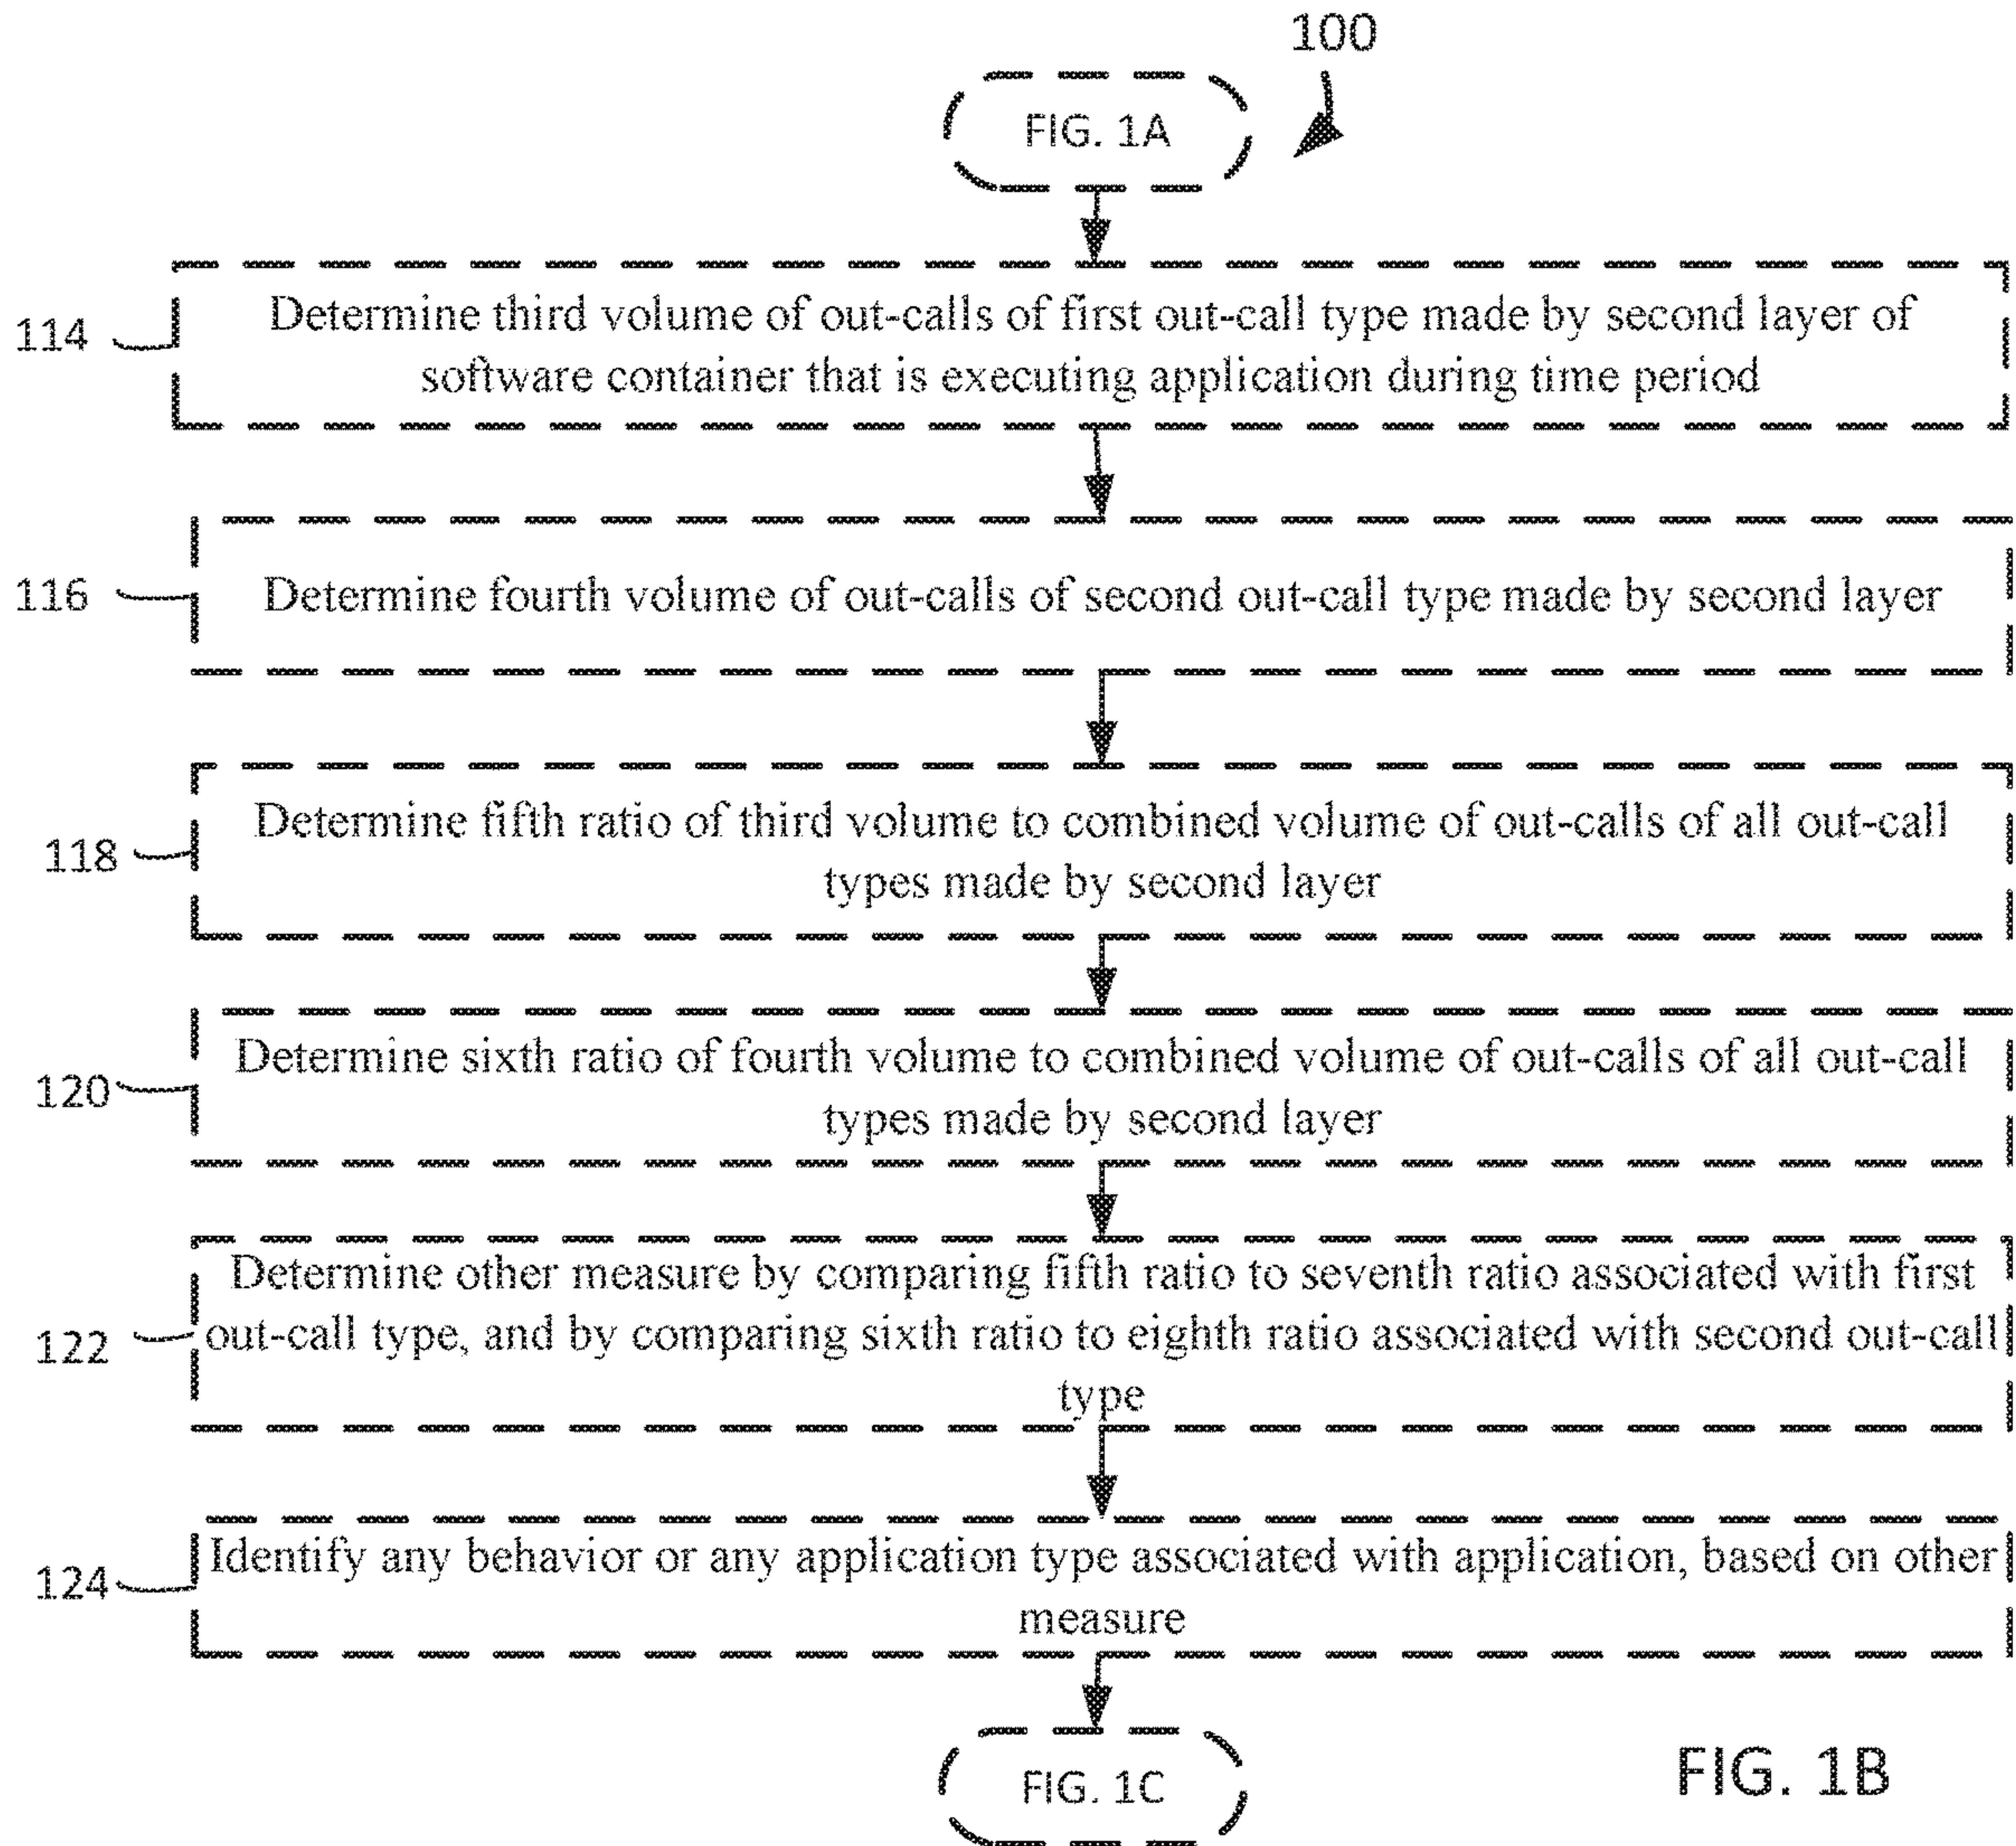 100
FIG. 1A
114
Determine third volume of out-calls of first out-call type made by second layer of
software container that is executing application during time period
116
Determine fourth volume of out-calls of second out-call type made by second layer
118
Determine fifth ratio of third volume to combined volume of out-calls of all out-call
types made by second layer
120
Determine sixth ratio of fourth volume to combined volume of out-calls of all out-call
types made by second layer
122
Determine other measure by comparing fifth ratio to seventh ratio associated with first
out-call type, and by comparing sixth ratio to eighth ratio associated with second out-call
type
124
Identify any behavior or any application type associated with application, based on other
measure
FIG. 1C
FIG. 1B